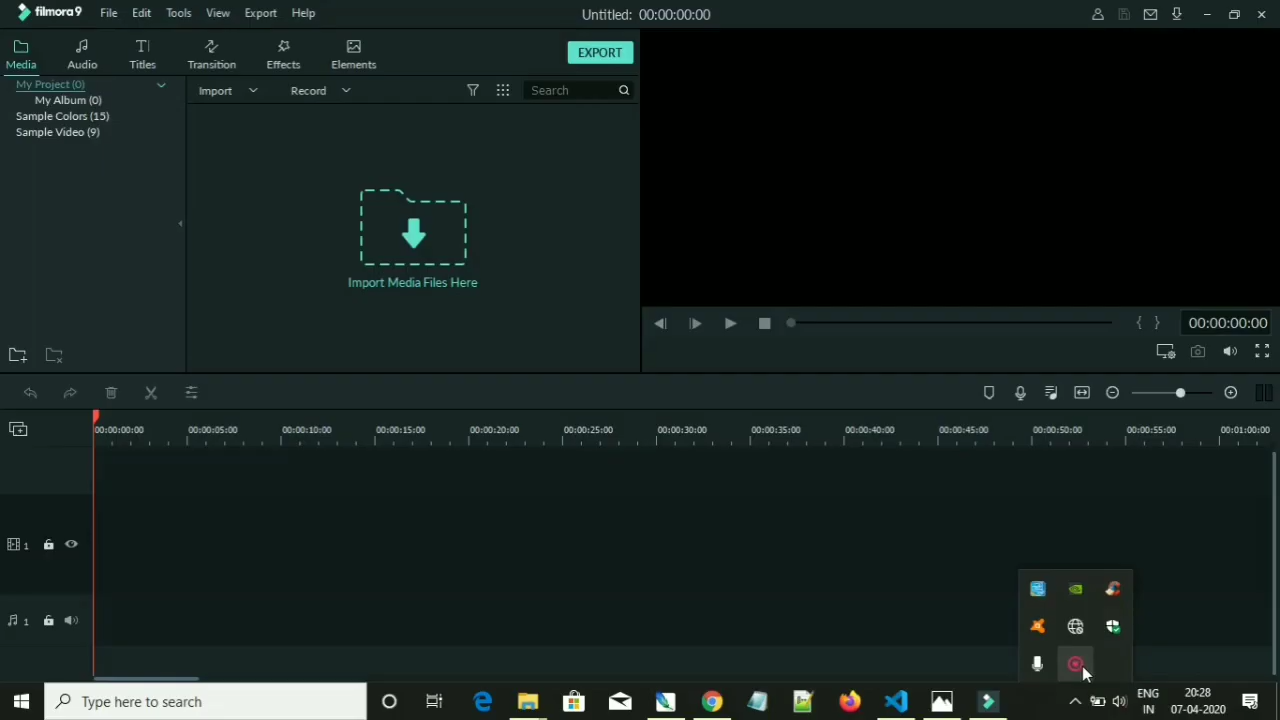 filmora9 File Edit Tools View Export Help Untitled: 00:00:00:00
Media Audio Titles Transition Effects Elements EXPORT
My Project (0)
My Album (0)
Sample Colors (15)
Sample Video (9)
Import Record Search
Import Media Files Here
{ } 00:00:00:00
00:00:00:00 00:00:05:00 00:00:10:00 00:00:15:00 00:00:20:00 00:00:25:00 00:00:30:00 00:00:35:00 00:00:40:00 00:00:45:00 00:00:50:00 00:00:55:00 00:01:00:00
1
1
Type here to search
ENG
IN
20:28
07-04-2020